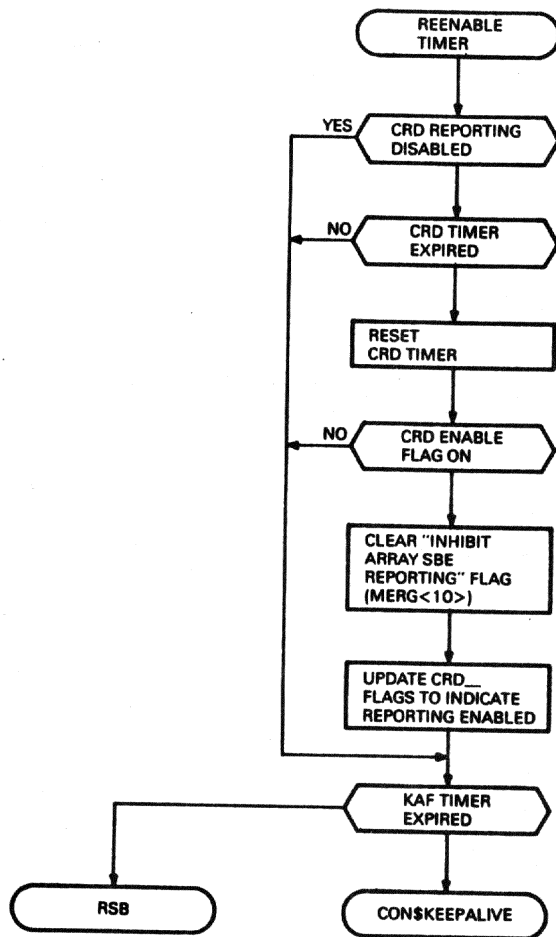 REENABLE
TIMER
YES
CRD REPORTING
DISABLED
NO
CRD TIMER
EXPIRED
RESET
CRD TIMER
NO
CRD ENABLE
FLAG ON
CLEAR "INHIBIT
ARRAY SBE
REPORTING" FLAG
(MERG<10>)
UPDATE CRD__
FLAGS TO INDICATE
REPORTING ENABLED
KAF TIMER
EXPIRED
RSB
CON$KEEPALIVE